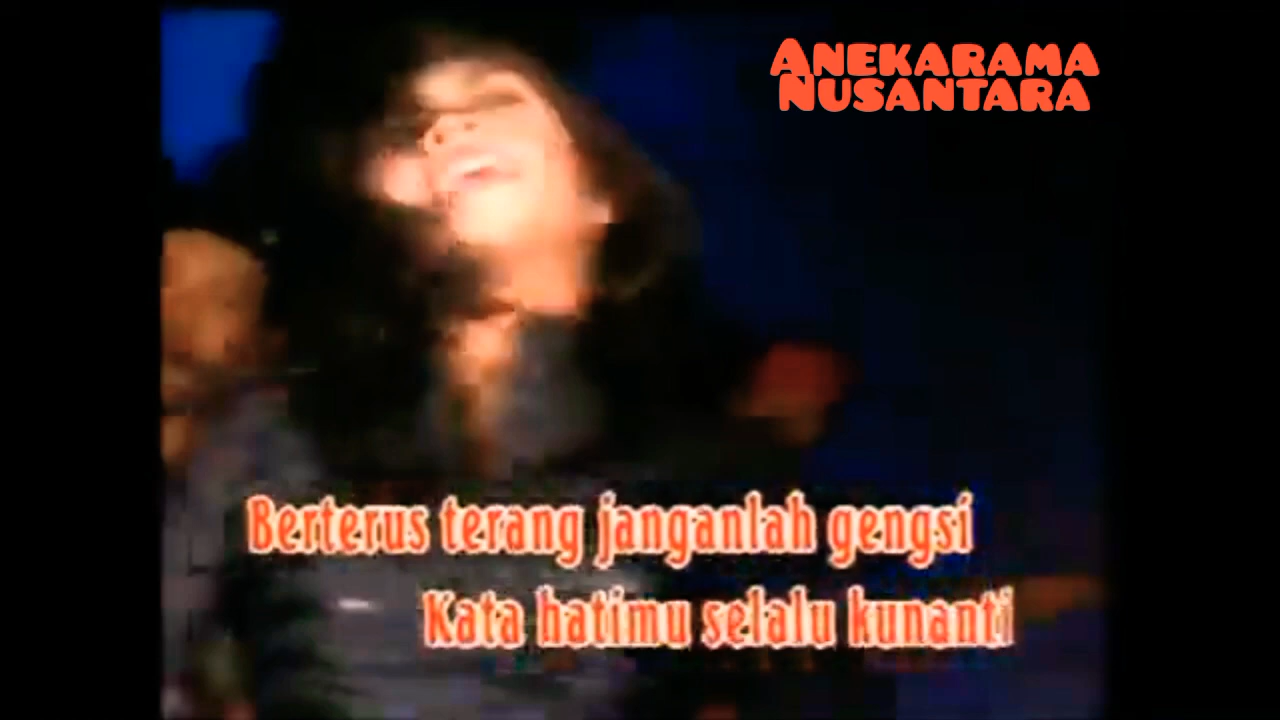 ANEKARAMA
NUSANTARA
Berterus terang janganlah gengsi
Kata hatimu selalu kunanti